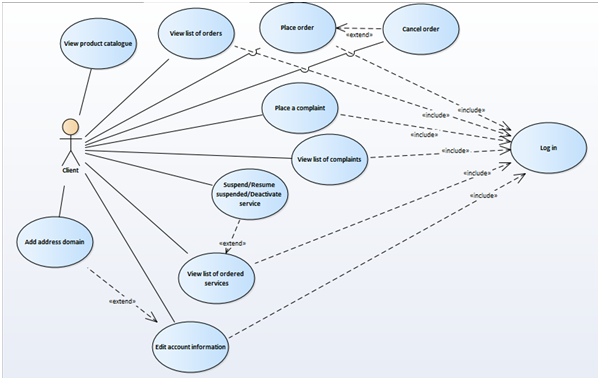 View product catalogue
View list of orders
Place order
Cancel order
«extend»
Place a complaint
«include»
«include»
«include»
«include»
Log in
View list of complaints
Client
Suspend/Resume
suspended/Deactivate
service
«include»
«include»
Add address domain
«extend»
View list of ordered
services
«extend»
Edit account information